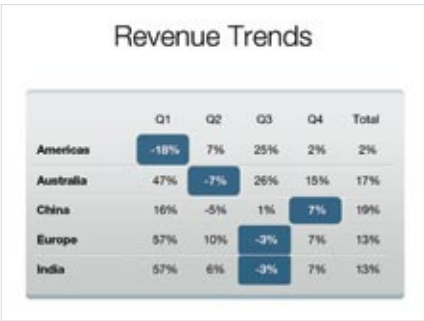 Revenue Trends
Q1 Q2 Q3 Q4 Total
Americas -18% 7% 25% 2% 2%
Australia 47% -7% 26% 15% 17%
China 16% -5% 1% 7% 19%
Europe 57% 10% -3% 7% 13%
India 57% 6% -3% 7% 13%